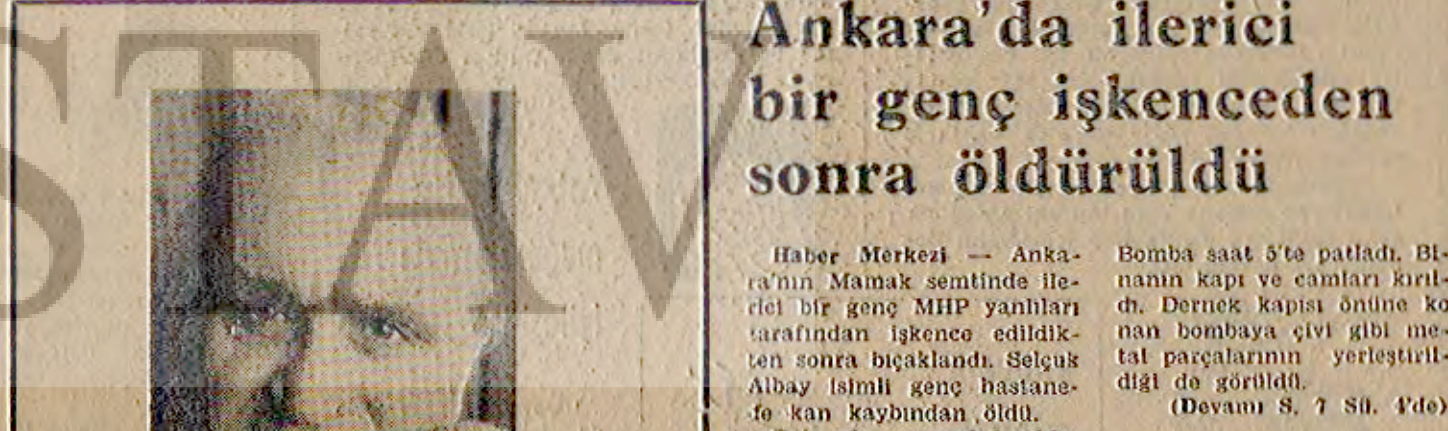 STAV
Ankara'da ilerici
bir genç işkenceden
sonra öldürüldü
Haber Merkezi — Anka-
ra'nın Mamak semtinde ile-
rici bir genç MHP yanlıları
tarafından işkence edildik-
ten sonra bıçaklandı. Selçuk
Albay isimli genç hastane-
de kan kaybından öldü.
Bomba saat 5'te patladı. Bi-
nanın kapı ve camları kırıl-
dı. Dernek kapısı önüne ko
nan bombaya çivi gibi me-
tal parçalarının yerleştiril-
diği de görüldü.
(Devamı S. 7 Sü. 4'de)